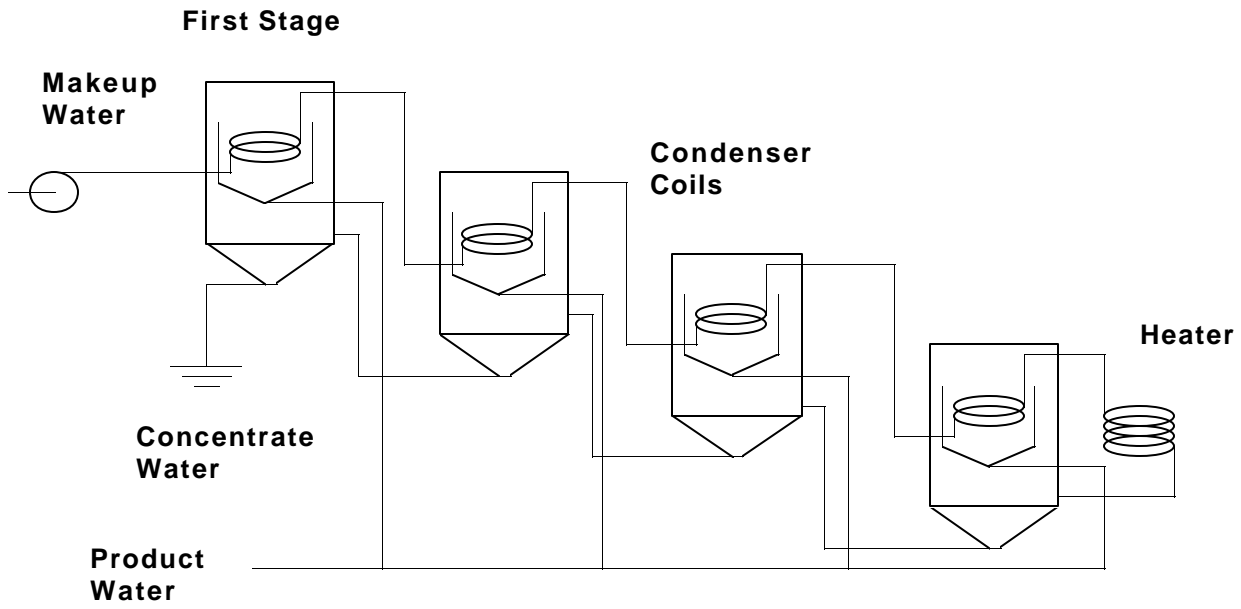 First Stage
Makeup
Water
Condenser
Coils
Heater
Concentrate
Water
Product
Water